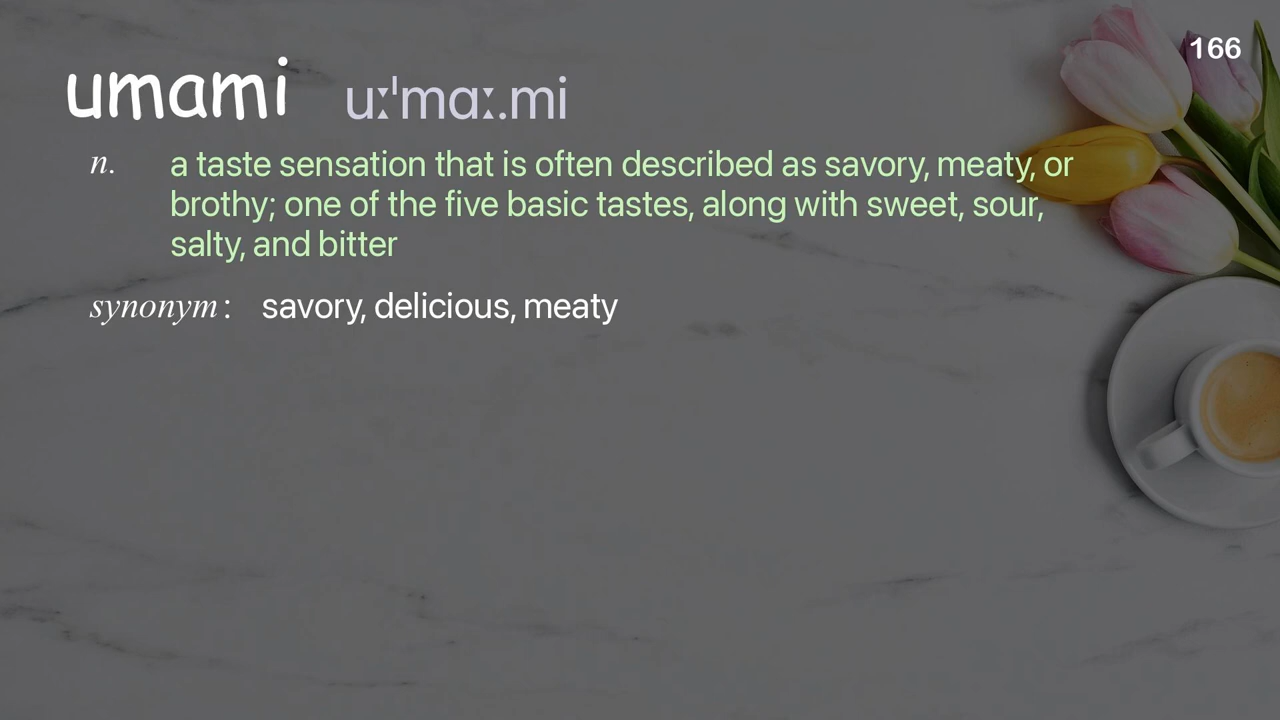 166
umami uːˈmɑː.mi
n. a taste sensation that is often described as savory, meaty, or
brothy; one of the five basic tastes, along with sweet, sour,
salty, and bitter
synonym : savory, delicious, meaty